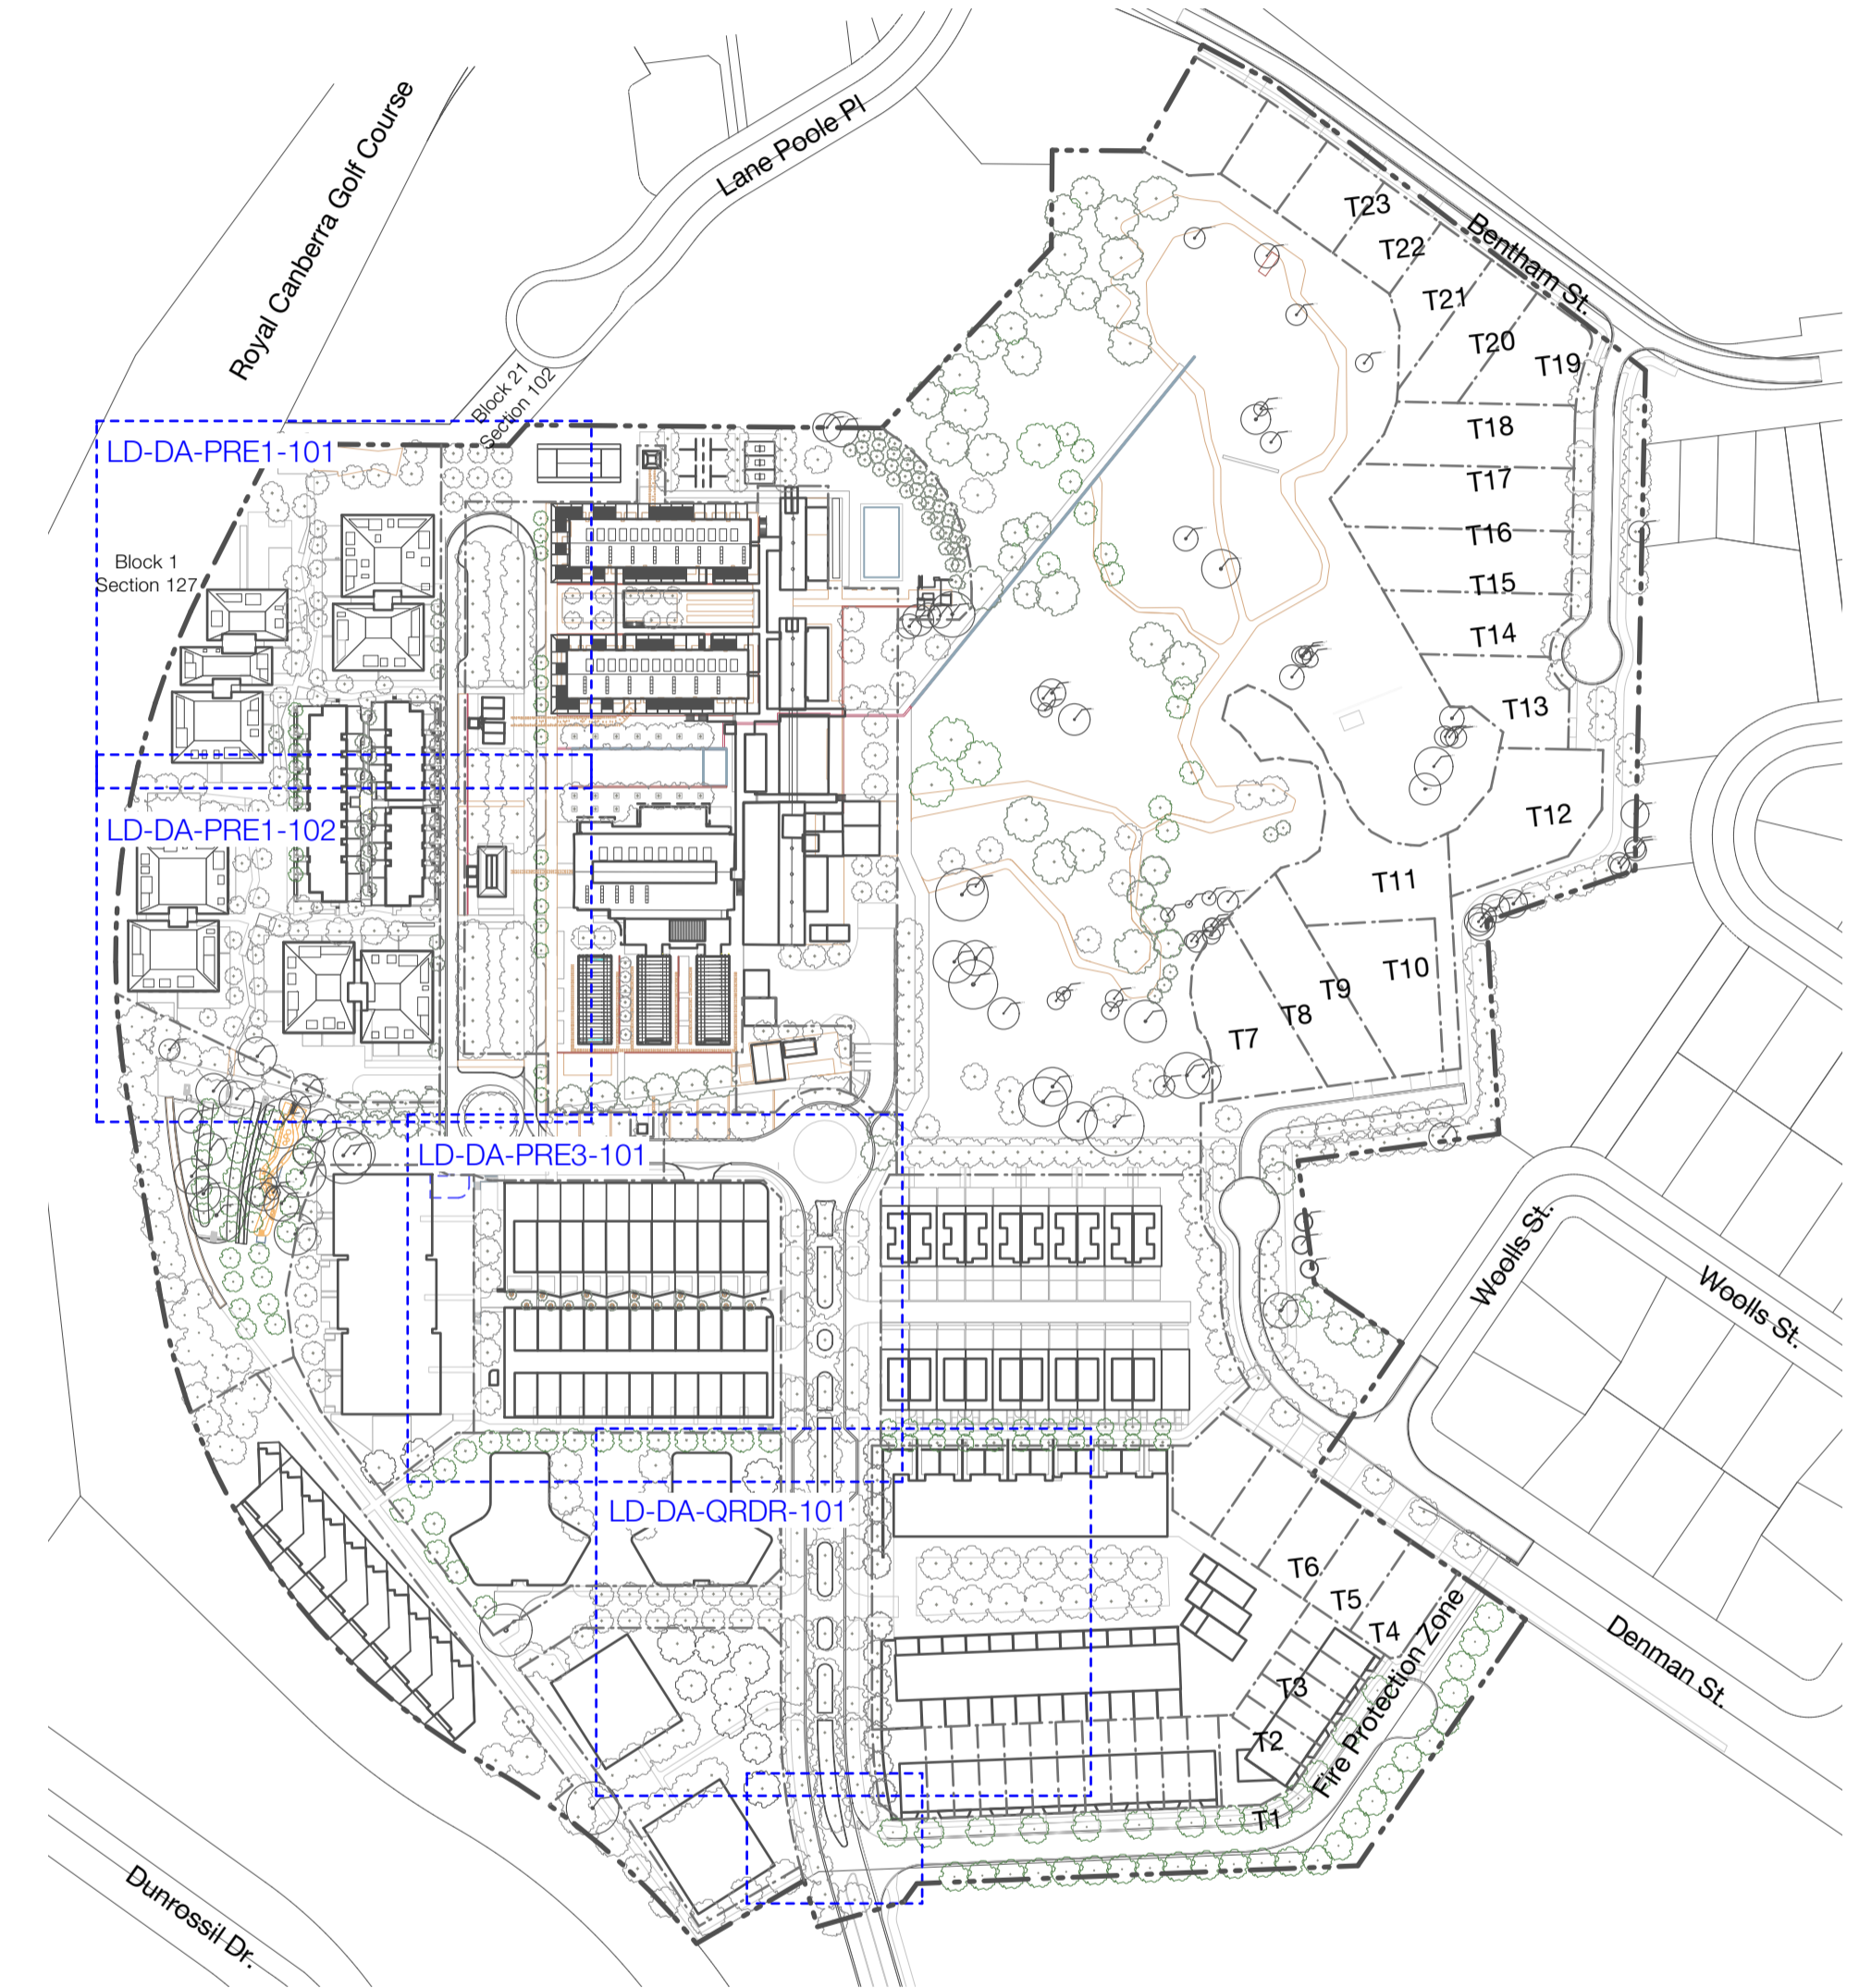 Royal Canberra Golf Course
Lane Poole Pl
T23
Bentham St.
T22
T21
T20
T19
Block 21
Section 102
T18
LD-DA-PRE1-101
T17
T16
Block 1
Section 127
T15
T14
T13
T12
LD-DA-PRE1-102
T11
T10
T9
T8
T7
LD-DA-PRE3-101
Woolls St.
Woolls St.
LD-DA-QRDR-101
T6
T5
T4
Fire Protection Zone
Denman St.
T3
T2
T1
Dunrossil Dr.